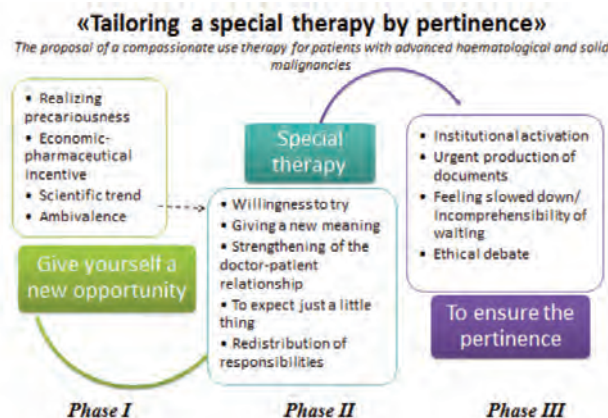 «Tailoring a special therapy by pertinence»
The proposal of a compassionate use therapy for patients with advanced haematological and solid
malignancies
• Realizing
precariousness
• Economic-
pharmaceutical
incentive
• Scientific trend
• Ambivalence
Give yourself a
new opportunity
Special
therapy
• Willingness to try
• Giving a new meaning
• Strengthening of the
doctor-patient
relationship
• To expect just a little
thing
• Redistribution of
responsibilities
• Institutional activation
• Urgent production of
documents
• Feeling slowed down/
Incomprehensibility of
waiting
• Ethical debate
To ensure the
pertinence
Phase I
Phase II
Phase III